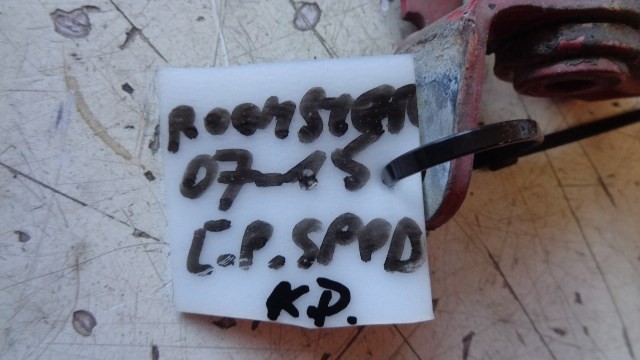 ROOMSTER
07-15
L.P. SPOD
K.P.